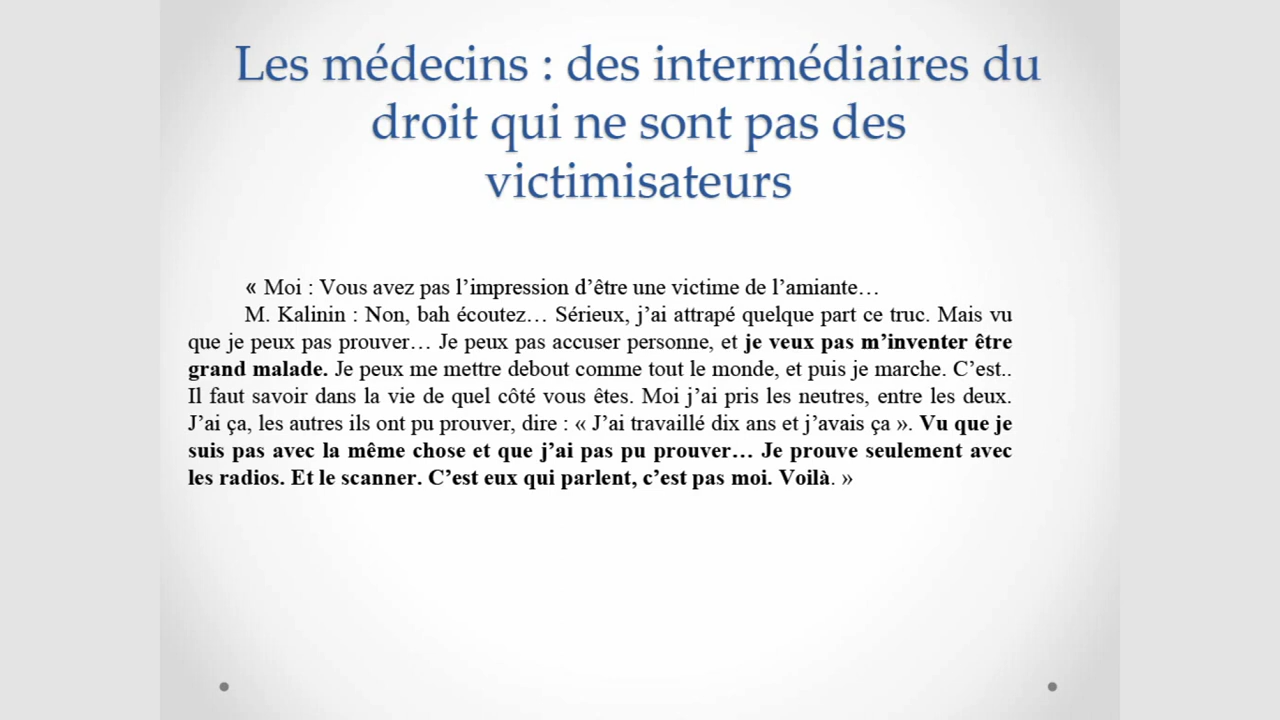 Les médecins : des intermédiaires du
droit qui ne sont pas des
victimisateurs
« Moi : Vous avez pas l’impression d’être une victime de l’amiante…
M. Kalinin : Non, bah écoutez… Sérieux, j’ai attrapé quelque part ce truc. Mais vu
que je peux pas prouver… Je peux pas accuser personne, et je veux pas m’inventer être
grand malade. Je peux me mettre debout comme tout le monde, et puis je marche. C’est..
Il faut savoir dans la vie de quel côté vous êtes. Moi j’ai pris les neutres, entre les deux.
J’ai ça, les autres ils ont pu prouver, dire : « J’ai travaillé dix ans et j’avais ça ». Vu que je
suis pas avec la même chose et que j’ai pas pu prouver… Je prouve seulement avec
les radios. Et le scanner. C’est eux qui parlent, c’est pas moi. Voilà. »